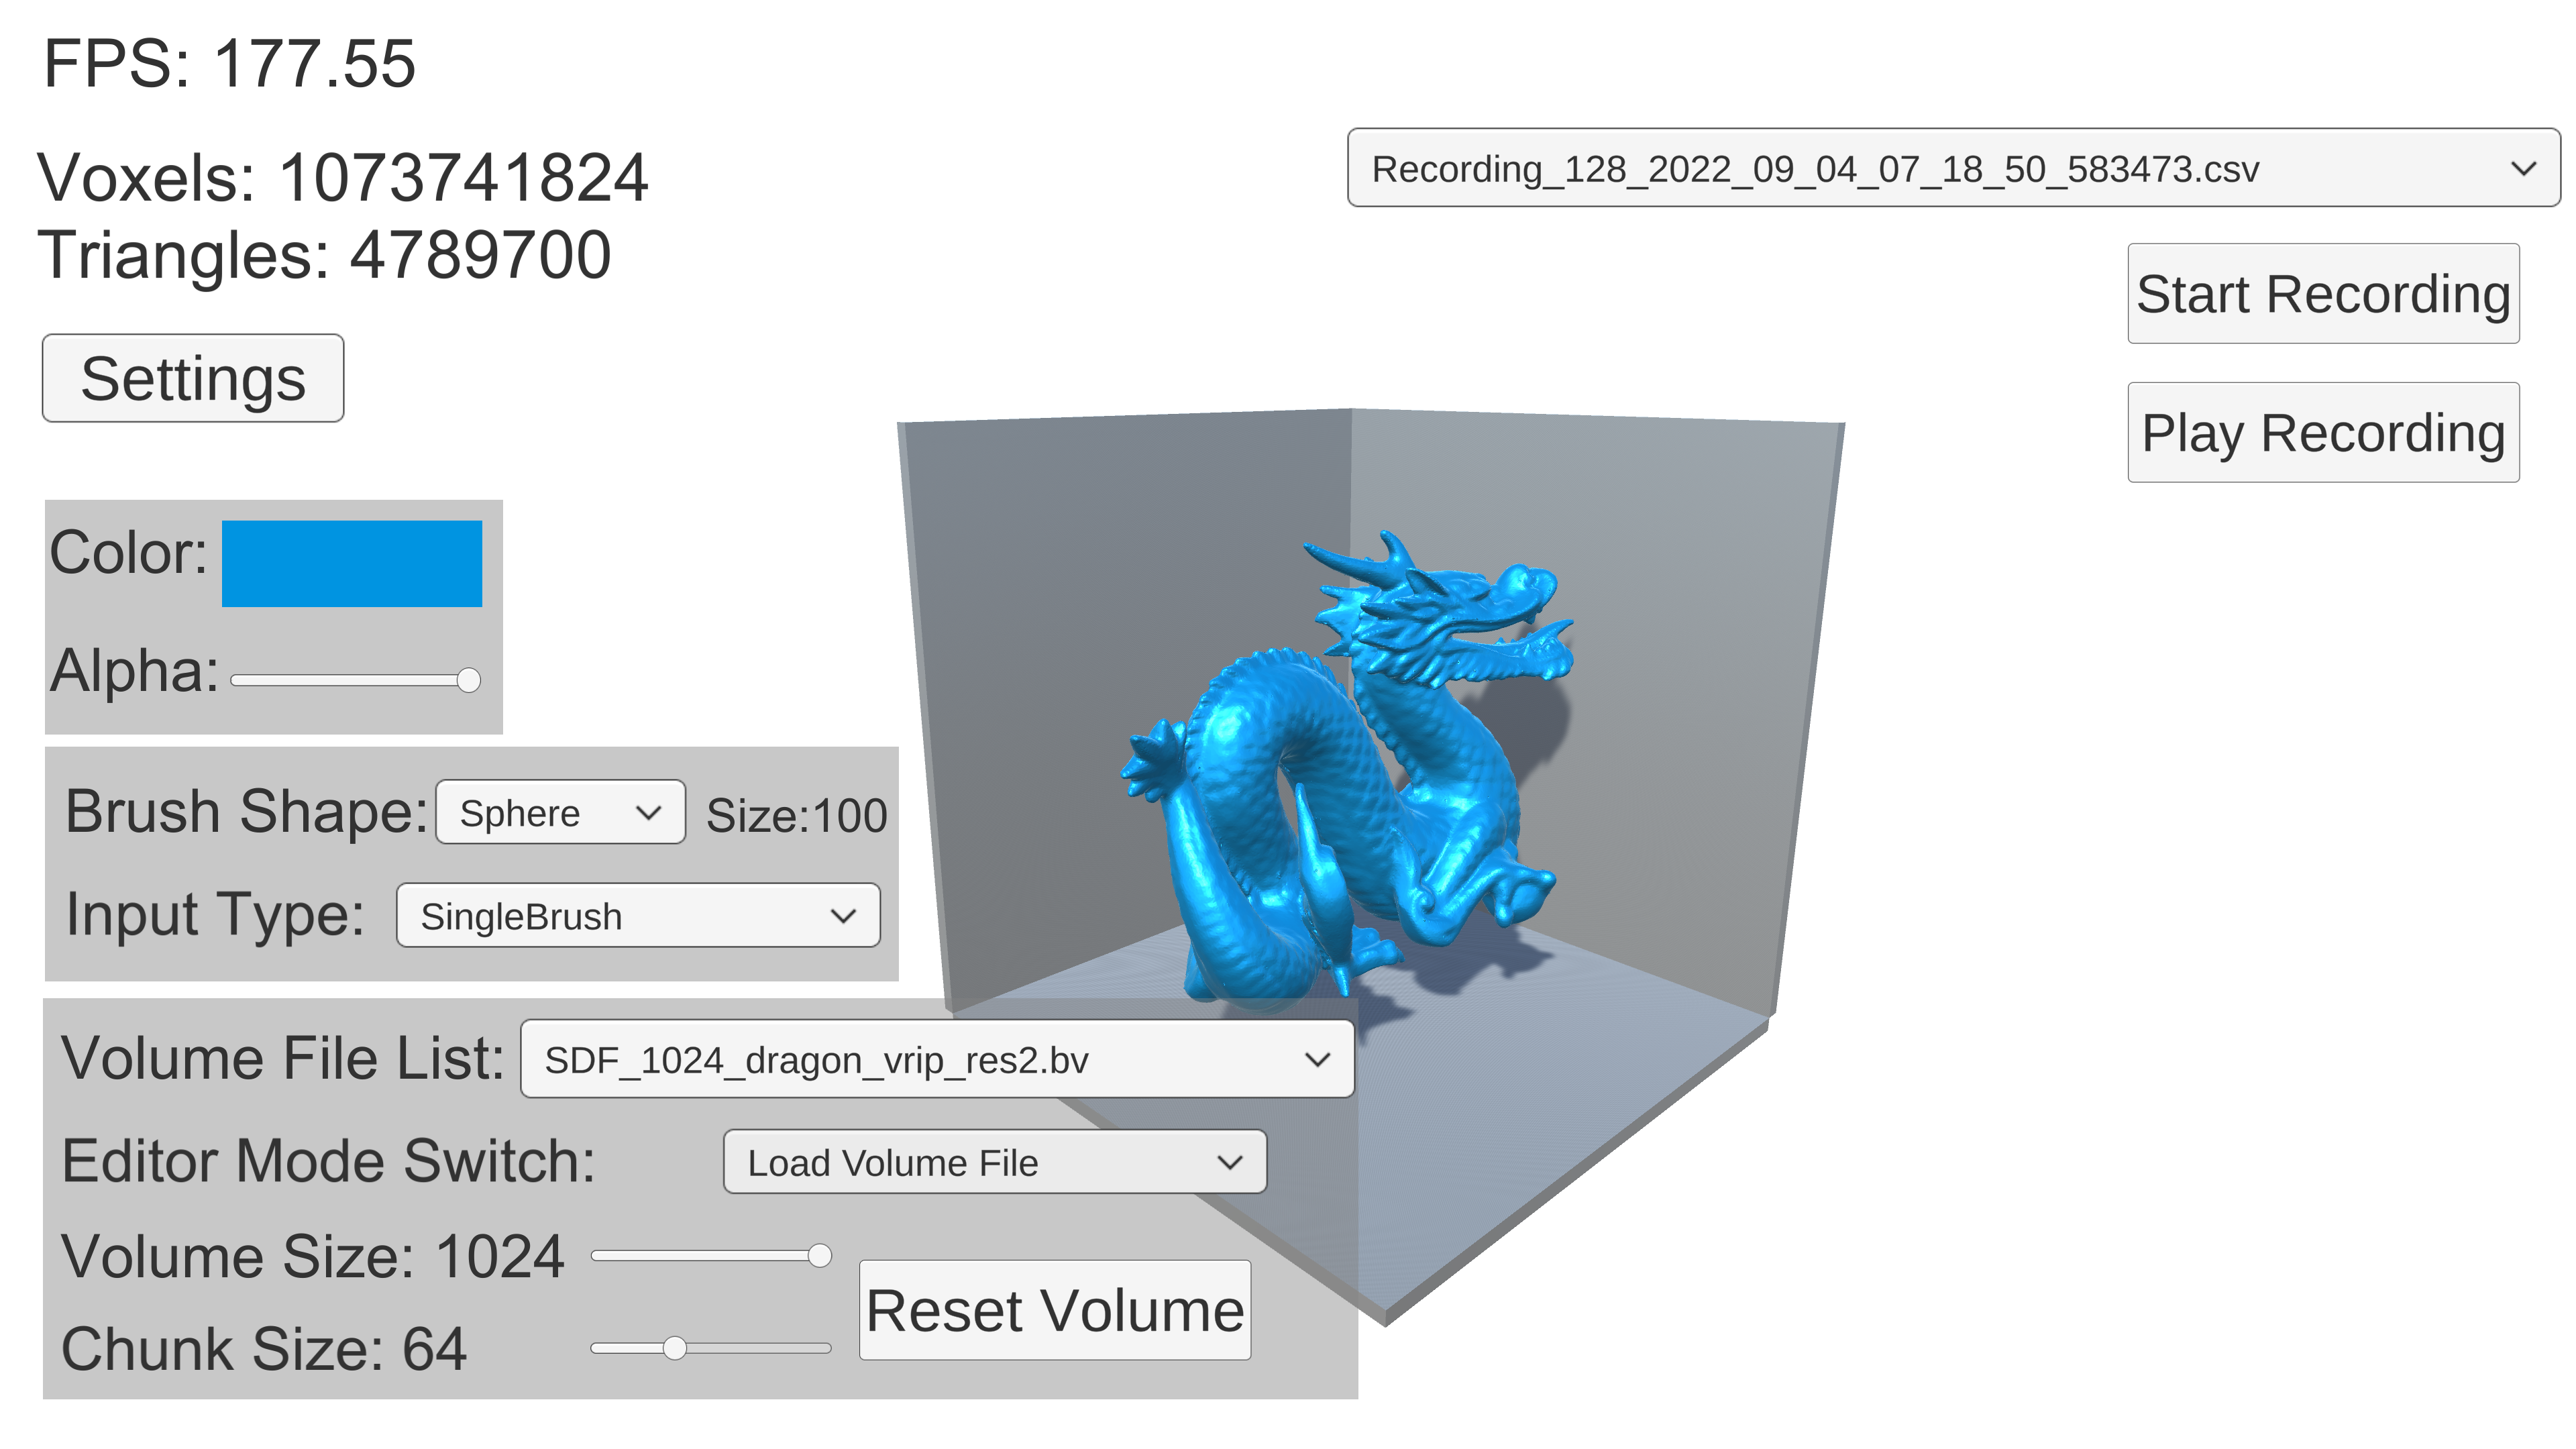 FPS: 177.55
Voxels: 1073741824
Triangles: 4789700
Recording_128_2022_09_04_07_18_50_583473.csv
Start Recording
Play Recording
Settings
Color:
Alpha:
Brush Shape: Sphere Size:100
Input Type: SingleBrush
Volume File List: SDF_1024_dragon_vrip_res2.bv
Editor Mode Switch: Load Volume File
Volume Size: 1024
Reset Volume
Chunk Size: 64